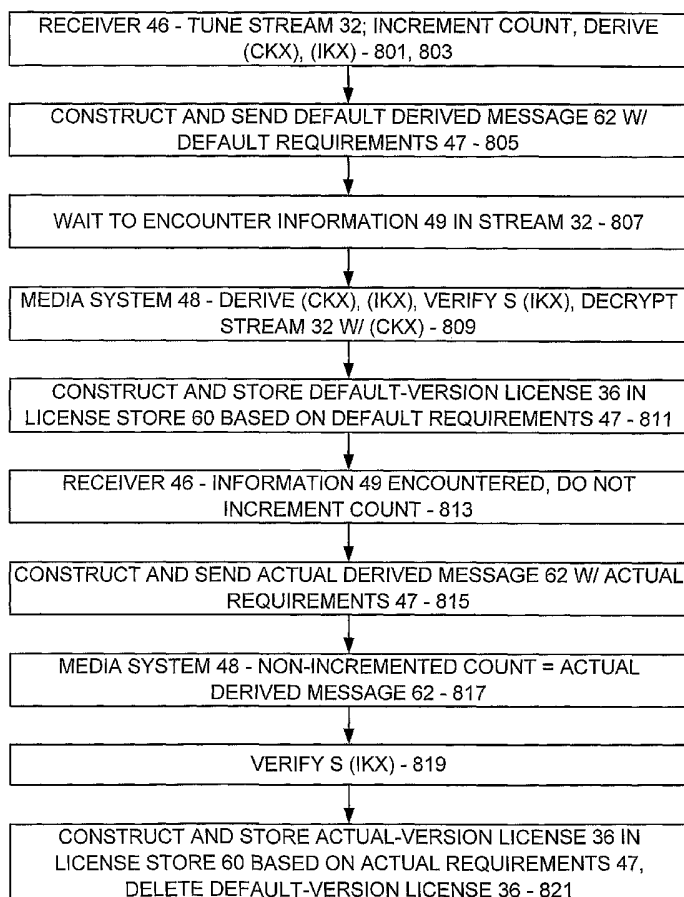 RECEIVER 46 - TUNE STREAM 32; INCREMENT COUNT, DERIVE
(CKX), (IKX) - 801, 803
CONSTRUCT AND SEND DEFAULT DERIVED MESSAGE 62 W/
DEFAULT REQUIREMENTS 47 - 805
WAIT TO ENCOUNTER INFORMATION 49 IN STREAM 32 - 807
MEDIA SYSTEM 48 - DERIVE (CKX), (IKX), VERIFY S (IKX), DECRYPT
STREAM 32 W/ (CKX) - 809
CONSTRUCT AND STORE DEFAULT-VERSION LICENSE 36 IN
LICENSE STORE 60 BASED ON DEFAULT REQUIREMENTS 47 - 811
RECEIVER 46 - INFORMATION 49 ENCOUNTERED, DO NOT
INCREMENT COUNT - 813
CONSTRUCT AND SEND ACTUAL DERIVED MESSAGE 62 W/ ACTUAL
REQUIREMENTS 47 - 815
MEDIA SYSTEM 48 - NON-INCREMENTED COUNT = ACTUAL
DERIVED MESSAGE 62 - 817
VERIFY S (IKX) - 819
CONSTRUCT AND STORE ACTUAL-VERSION LICENSE 36 IN
LICENSE STORE 60 BASED ON ACTUAL REQUIREMENTS 47,
DELETE DEFAULT-VERSION LICENSE 36 - 821